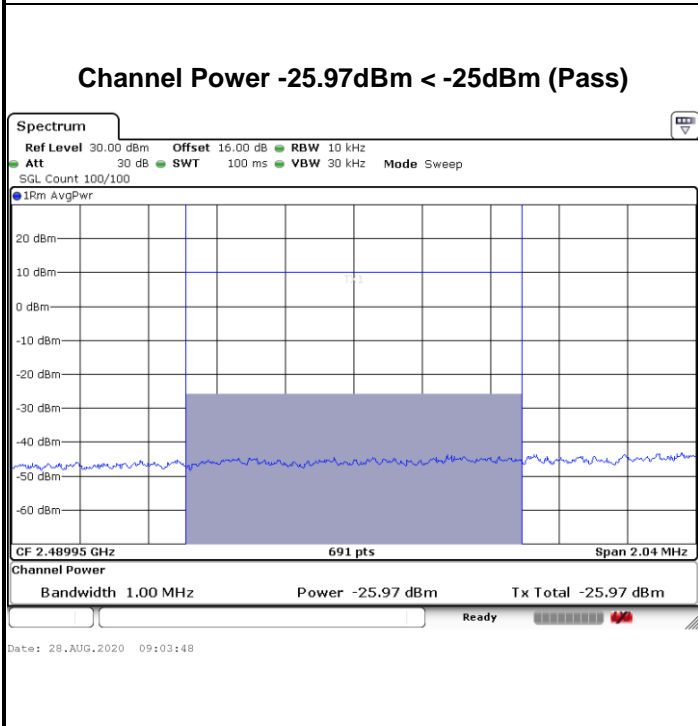 Channel Power -25.97dBm < -25dBm (Pass)
Spectrum
Ref Level 30.00 dBm Offset 16.00 dB RBW 10 kHz
Att 30 dB SWT 100 ms VBW 30 kHz Mode Sweep
SGL Count 100/100
1Rm AvgPwr
20 dBm
10 dBm
0 dBm
-10 dBm
-20 dBm
-30 dBm
-40 dBm
-50 dBm
-60 dBm
CF 2.48995 GHz 691 pts Span 2.04 MHz
Channel Power
Bandwidth 1.00 MHz Power -25.97 dBm Tx Total -25.97 dBm
Ready
Date: 28.AUG.2020 09:03:48